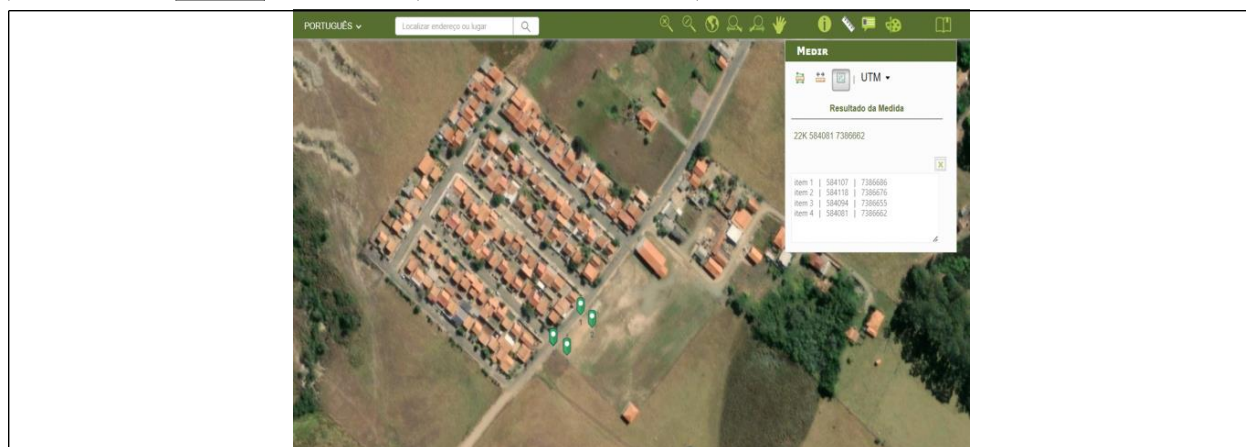 PORTUGUÊS
Localizar endereço ou lugar
MEDIR
UTM
Resultado da Medida
22K 584081 7386662
x
item 1 | 584107 | 7386686
item 2 | 584118 | 7386676
item 3 | 584094 | 7386655
item 4 | 584081 | 7386662